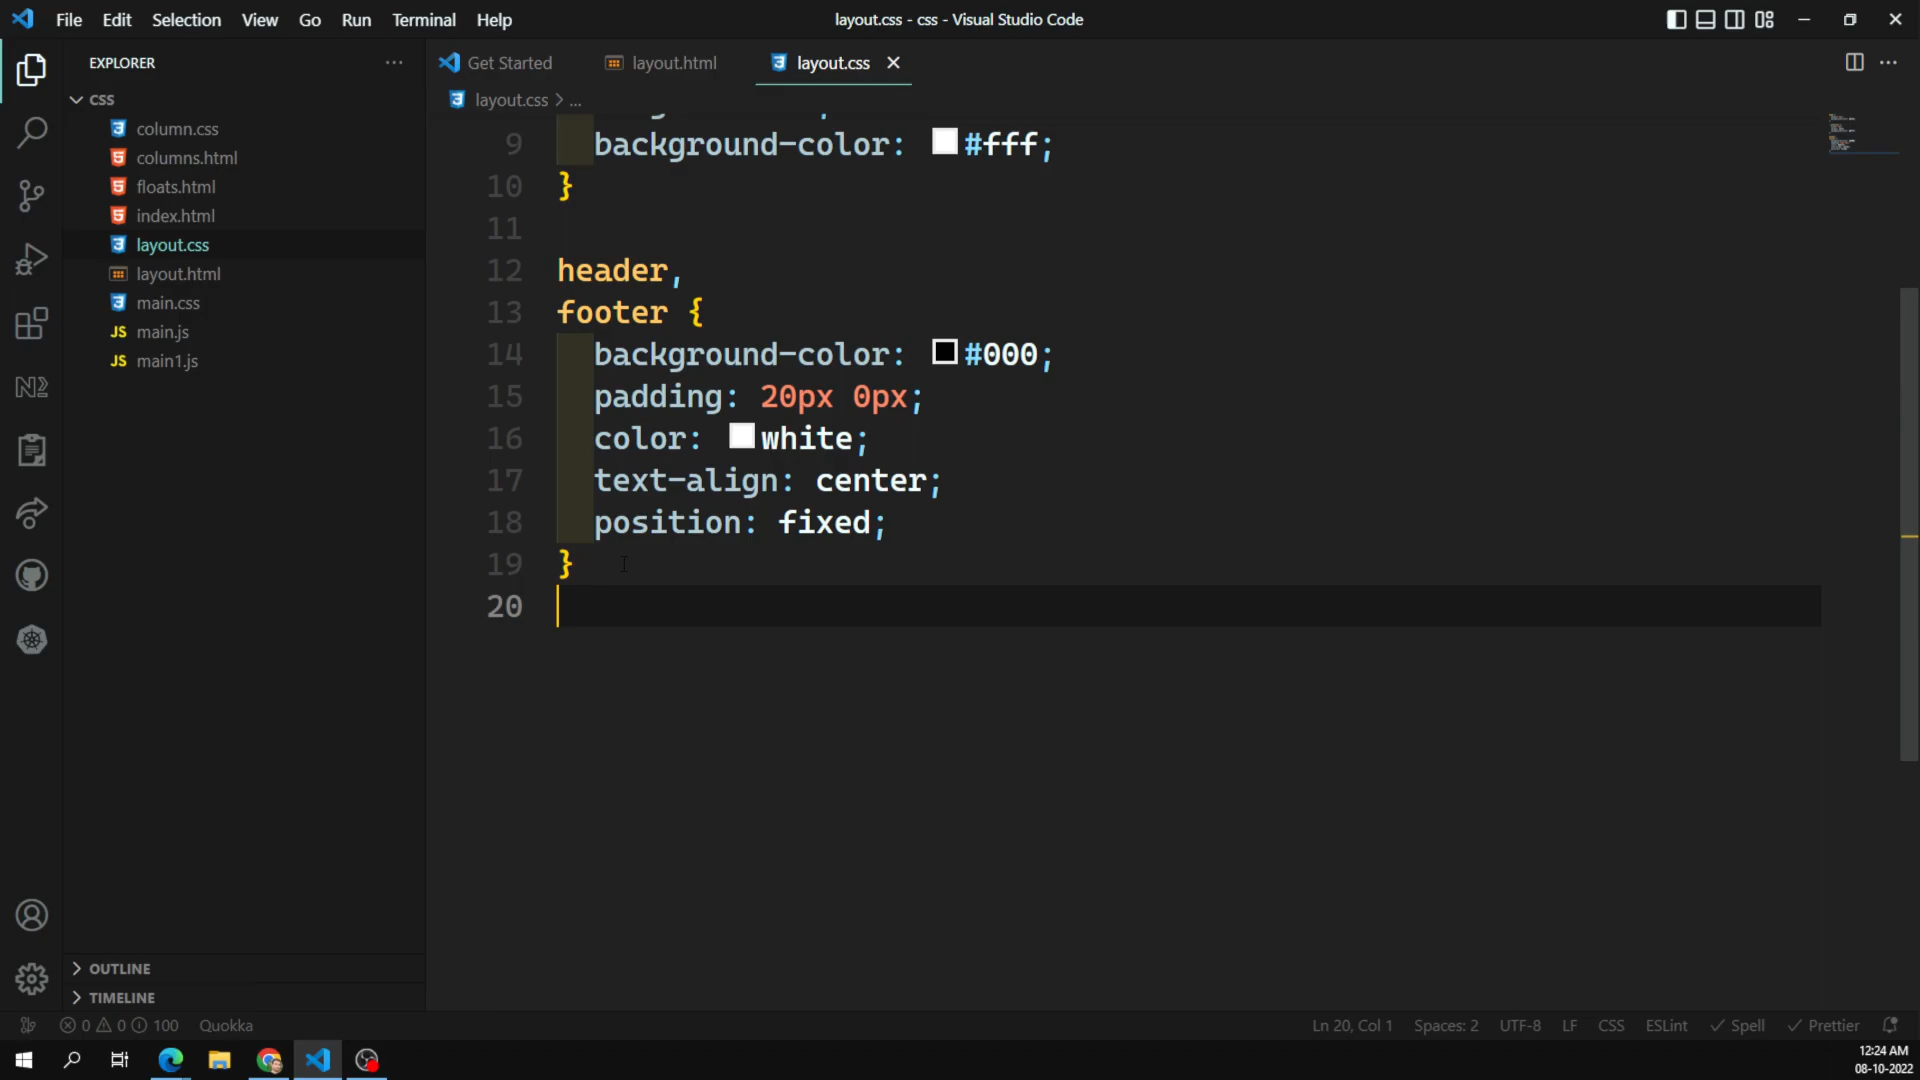 File Edit Selection View Go Run Terminal Help
layout.css - css - Visual Studio Code
EXPLORER
CSS
column.css
columns.html
floats.html
index.html
layout.css
layout.html
main.css
main.js
main1.js
OUTLINE
TIMELINE
Get Started layout.html layout.css
layout.css > ...
9 background-color: #fff;
10 }
11
12 header,
13 footer {
14 background-color: #000;
15 padding: 20px 0px;
16 color: white;
17 text-align: center;
18 position: fixed;
19 }
20
0 0 100 Quokka
Ln 20, Col 1 Spaces: 2 UTF-8 LF CSS ESLint Spell Prettier
12:24 AM
08-10-2022